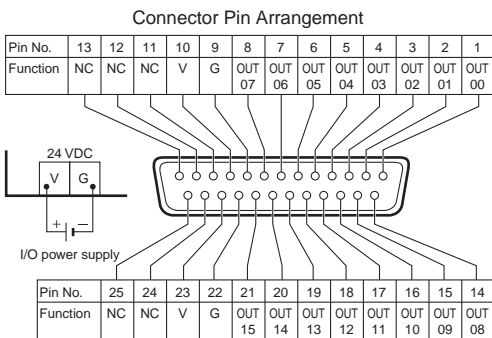 Connector Pin Arrangement
Pin No. 13 12 11 10 9 8 7 6 5 4 3 2 1
Function NC NC NC V G OUT OUT OUT OUT OUT OUT OUT OUT
07 06 05 04 03 02 01 00
24 VDC
V G
+ −
I/O power supply
Pin No. 25 24 23 22 21 20 19 18 17 16 15 14
Function NC NC V G OUT OUT OUT OUT OUT OUT OUT OUT
15 14 13 12 11 10 09 08